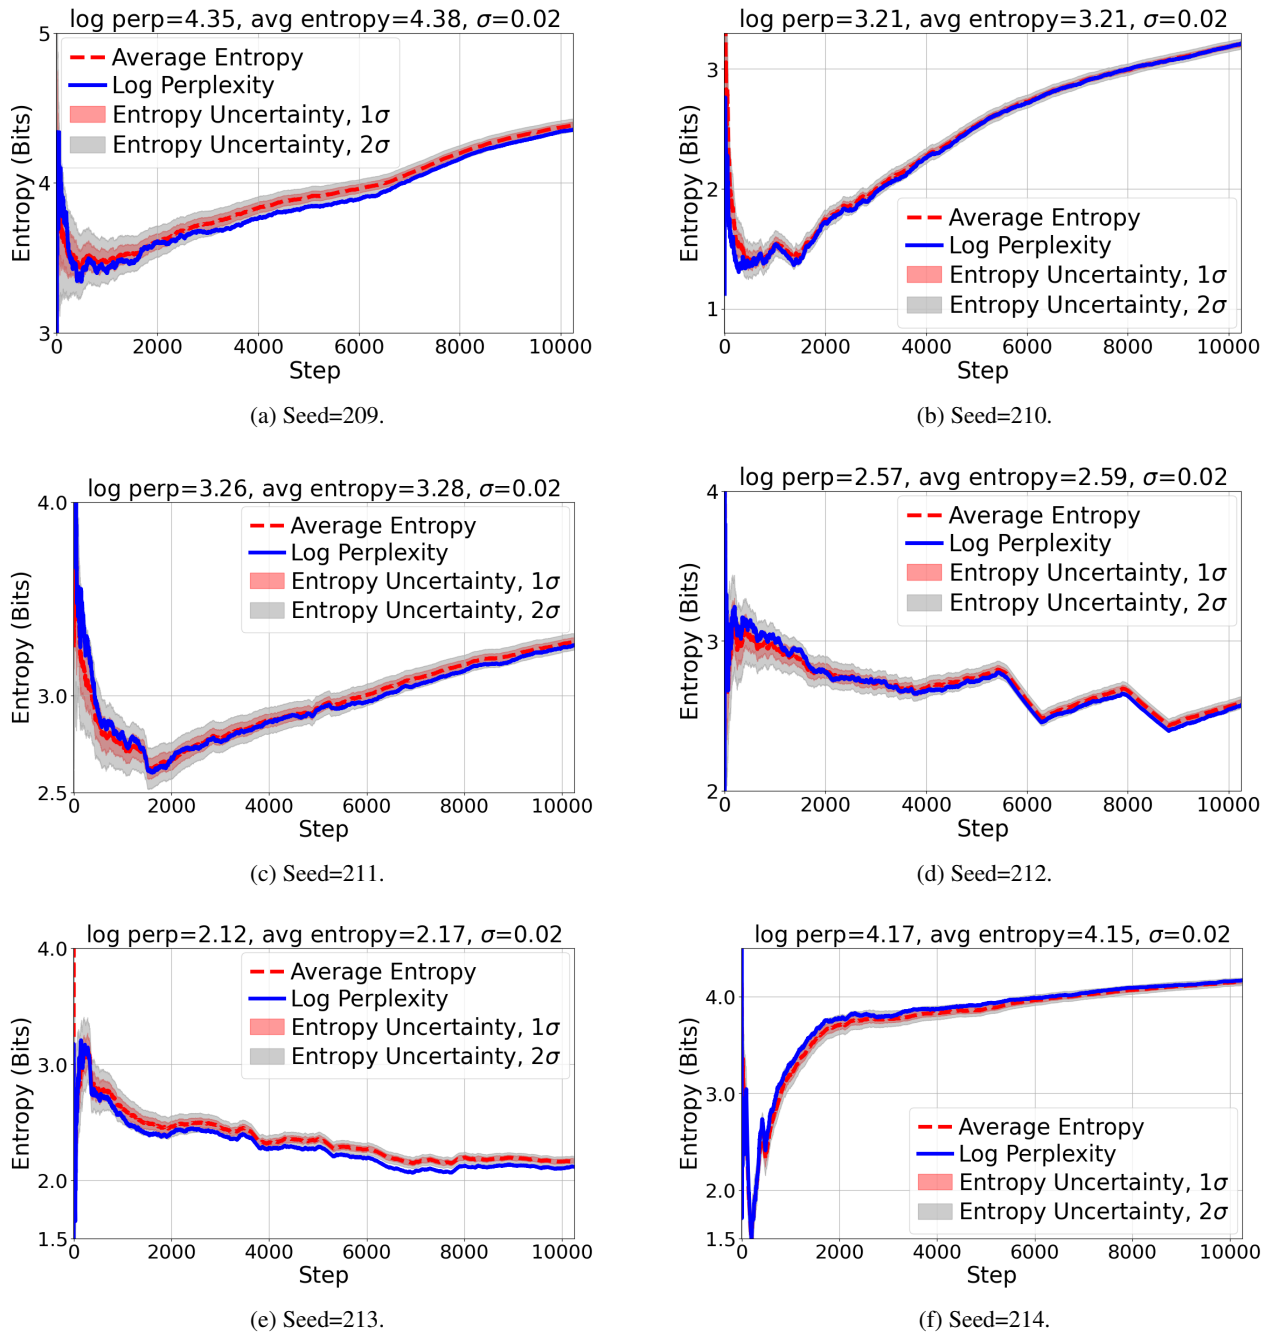 log perp=4.35, avg entropy=4.38, σ=0.02
Entropy (Bits)
5
4
3
Average Entropy
Log Perplexity
Entropy Uncertainty, 1σ
Entropy Uncertainty, 2σ
0 2000 4000 6000 8000 10000
Step
(a) Seed=209.
log perp=3.21, avg entropy=3.21, σ=0.02
Entropy (Bits)
3
2
1
Average Entropy
Log Perplexity
Entropy Uncertainty, 1σ
Entropy Uncertainty, 2σ
0 2000 4000 6000 8000 10000
Step
(b) Seed=210.
log perp=3.26, avg entropy=3.28, σ=0.02
Entropy (Bits)
4.0
3.0
2.5
Average Entropy
Log Perplexity
Entropy Uncertainty, 1σ
Entropy Uncertainty, 2σ
0 2000 4000 6000 8000 10000
Step
(c) Seed=211.
log perp=2.57, avg entropy=2.59, σ=0.02
Entropy (Bits)
4
3
2
Average Entropy
Log Perplexity
Entropy Uncertainty, 1σ
Entropy Uncertainty, 2σ
0 2000 4000 6000 8000 10000
Step
(d) Seed=212.
log perp=2.12, avg entropy=2.17, σ=0.02
Entropy (Bits)
4.0
3.0
2.0
1.5
Average Entropy
Log Perplexity
Entropy Uncertainty, 1σ
Entropy Uncertainty, 2σ
0 2000 4000 6000 8000 10000
Step
(e) Seed=213.
log perp=4.17, avg entropy=4.15, σ=0.02
Entropy (Bits)
4.0
3.0
2.0
1.5
Average Entropy
Log Perplexity
Entropy Uncertainty, 1σ
Entropy Uncertainty, 2σ
0 2000 4000 6000 8000 10000
Step
(f) Seed=214.